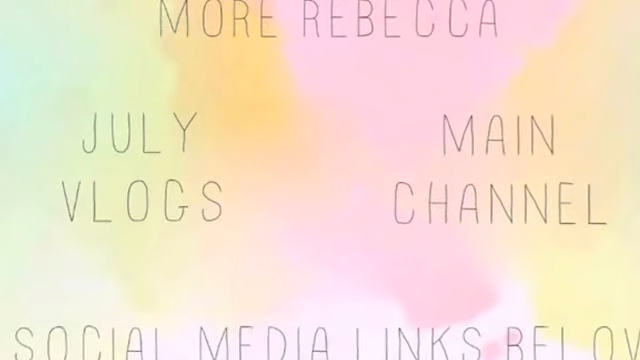 MORE REBECCA
JULY MAIN
VLOGS CHANNEL
SOCIAL MEDIA LINKS BELOW